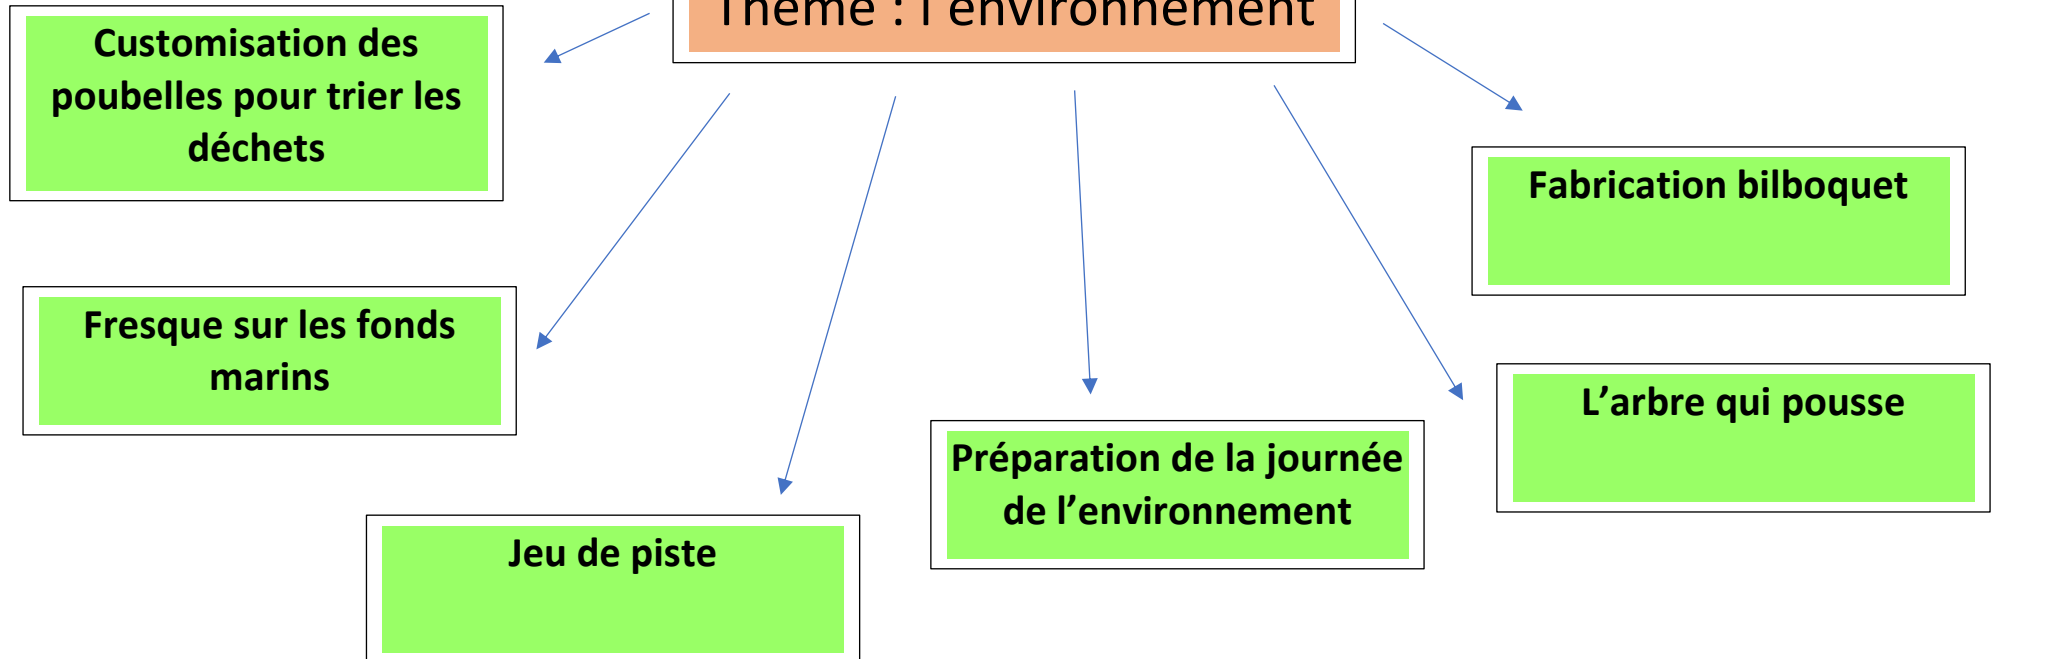 Thème : l'environnement
Customisation des
poubelles pour trier les
déchets
Fabrication bilboquet
Fresque sur les fonds
marins
L’arbre qui pousse
Préparation de la journée
de l’environnement
Jeu de piste